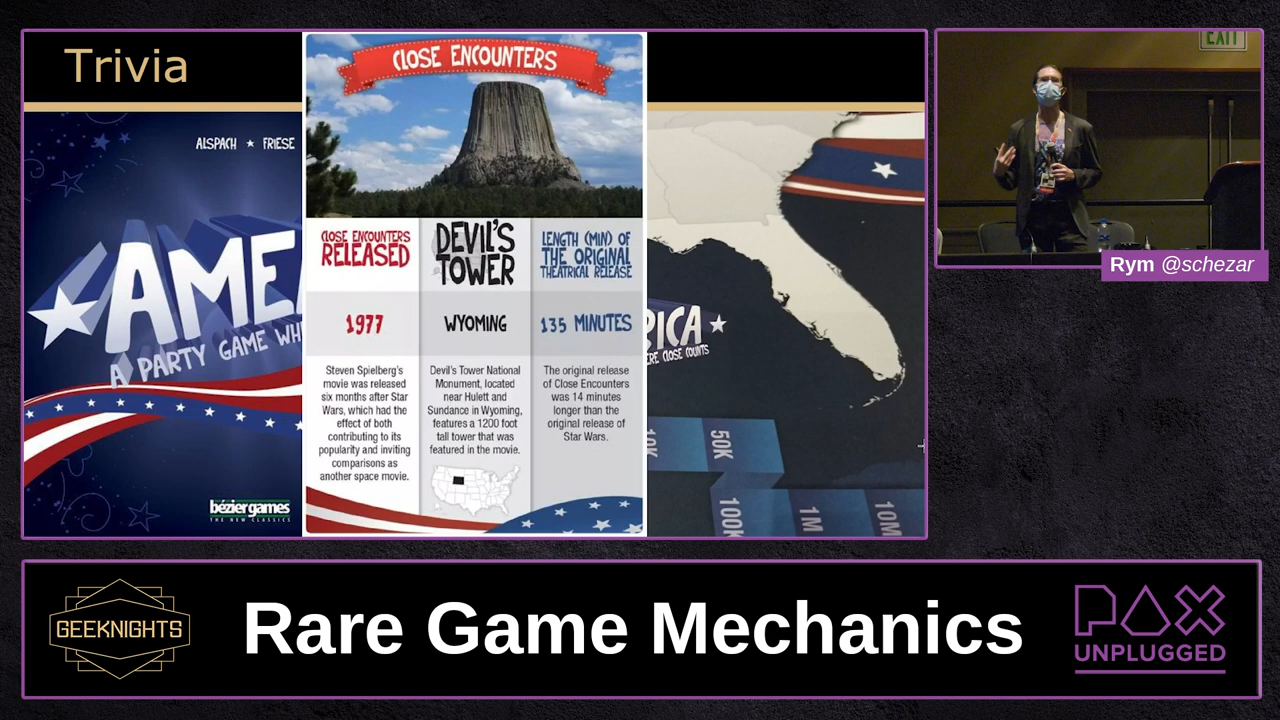 Trivia
ALSPACH ★ FRIESE
AME
A PARTY GAME WH
béziergames
THE NEW CLASSICS
CLOSE ENCOUNTERS
CLOSE ENCOUNTERS
RELEASED
1977
Steven Spielberg's
movie was released
six months after Star
Wars, which had the
effect of both
contributing to its
popularity and inviting
comparisons as
another space movie.
DEVIL'S
TOWER
WYOMING
Devil's Tower National
Monument, located
near Hulett and
Sundance in Wyoming,
features a 1200 foot
tall tower that was
featured in the movie.
LENGTH (MIN) OF
THE ORIGINAL
THEATRICAL RELEASE
135 MINUTES
The original release
of Close Encounters
was 14 minutes
longer than the
original release of
Star Wars.
RICA
ERE CLOSE COUNTS
10K
50K
100K
1M
10M
EXIT
Rym @schezar
GEEKNIGHTS
Rare Game Mechanics
PAX
UNPLUGGED